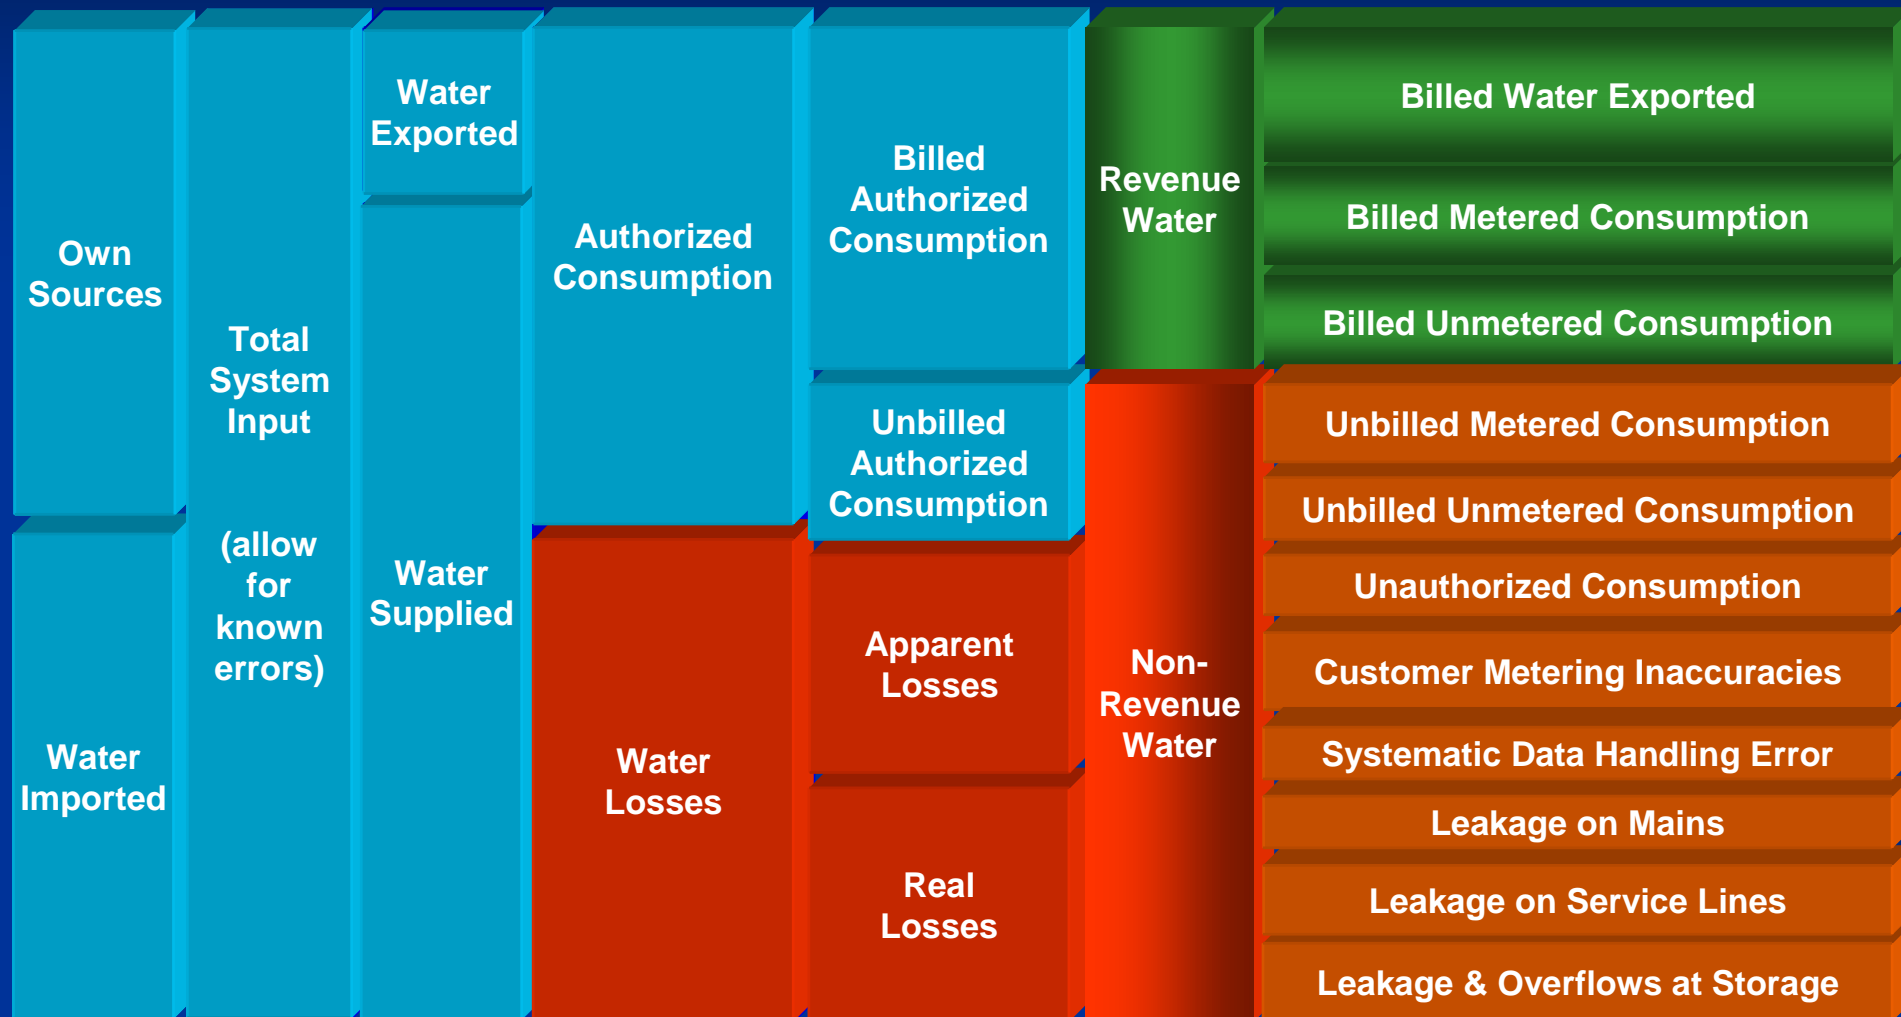 Own
Sources
Water
Imported
Total
System
Input
(allow
for
known
errors)
Water
Exported
Water
Supplied
Authorized
Consumption
Water
Losses
Billed
Authorized
Consumption
Unbilled
Authorized
Consumption
Apparent
Losses
Real
Losses
Revenue
Water
Non-
Revenue
Water
Billed Water Exported
Billed Metered Consumption
Billed Unmetered Consumption
Unbilled Metered Consumption
Unbilled Unmetered Consumption
Unauthorized Consumption
Customer Metering Inaccuracies
Systematic Data Handling Error
Leakage on Mains
Leakage on Service Lines
Leakage & Overflows at Storage